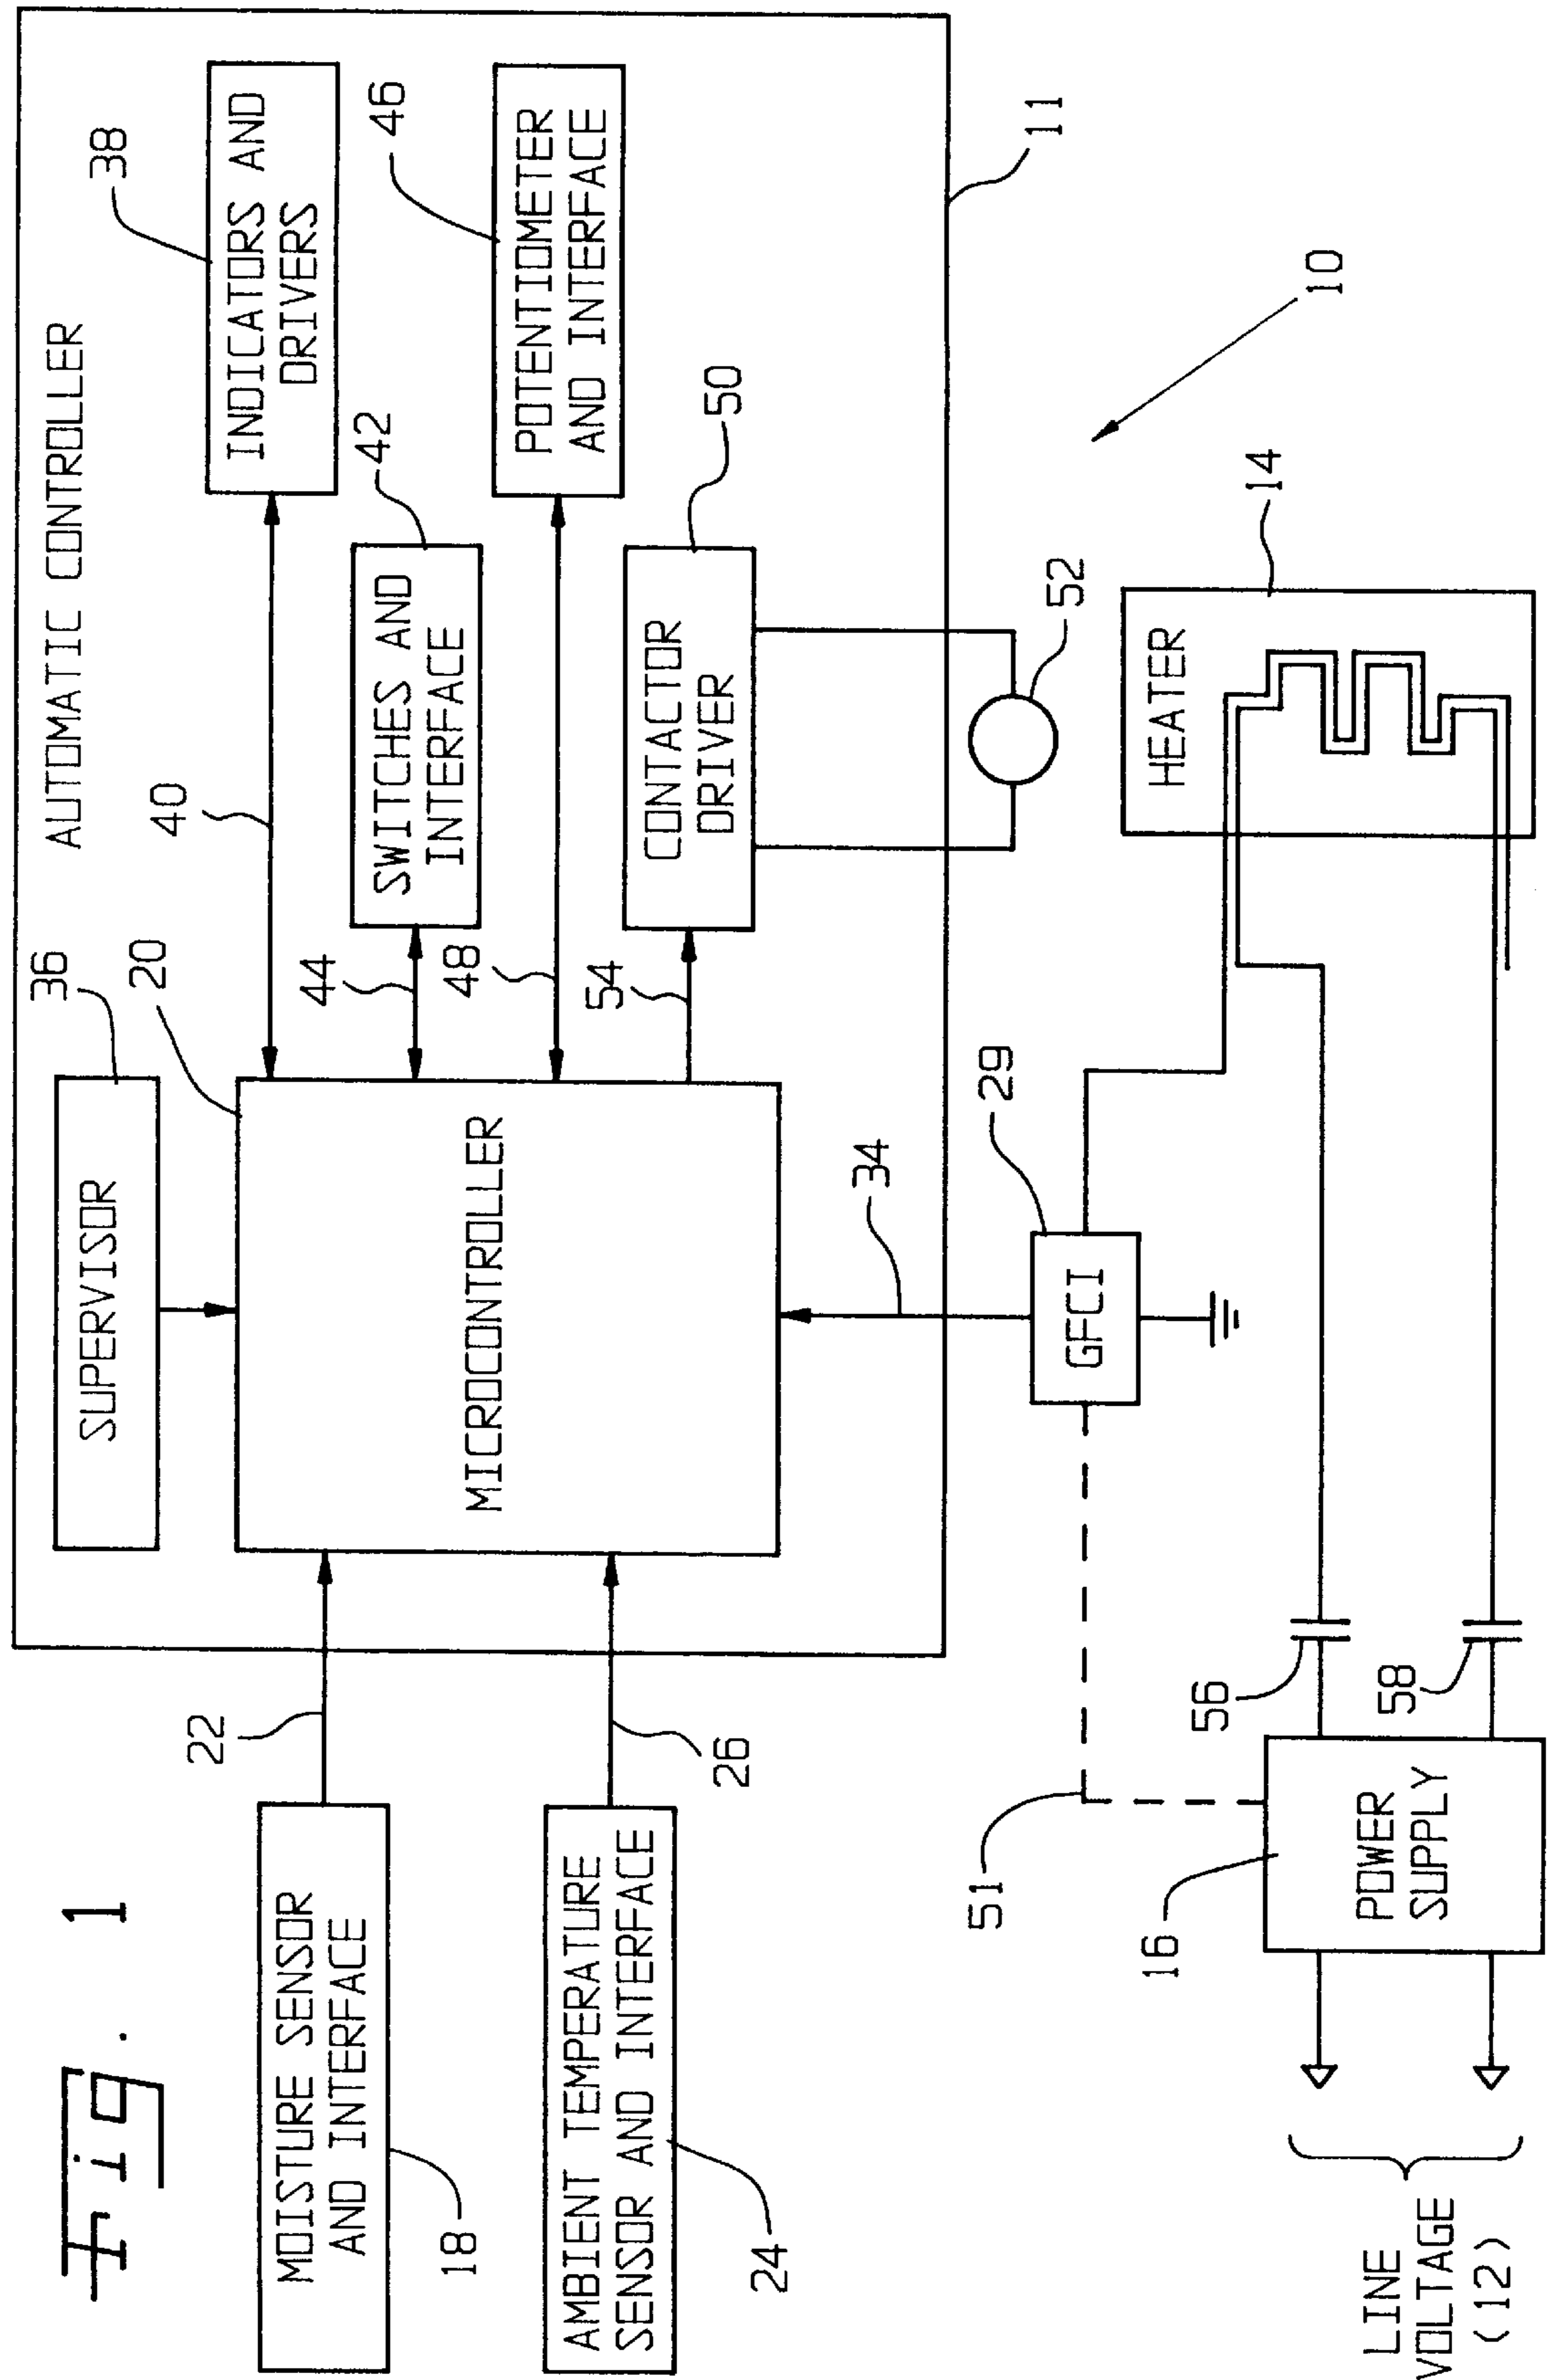 Fig. 1
AUTOMATIC CONTROLLER
36
SUPERVISOR
20
MICROCONTROLLER
38
INDICATORS AND
DRIVERS
40
42
SWITCHES AND
INTERFACE
44
46
POTENTIOMETER
AND INTERFACE
48
50
CONTACTOR
DRIVER
54
52
11
22
MOISTURE SENSOR
AND INTERFACE
18
26
AMBIENT TEMPERATURE
SENSOR AND INTERFACE
24
34
29
GFCI
51
10
14
HEATER
56
58
16
POWER
SUPPLY
LINE
VOLTAGE
(12)